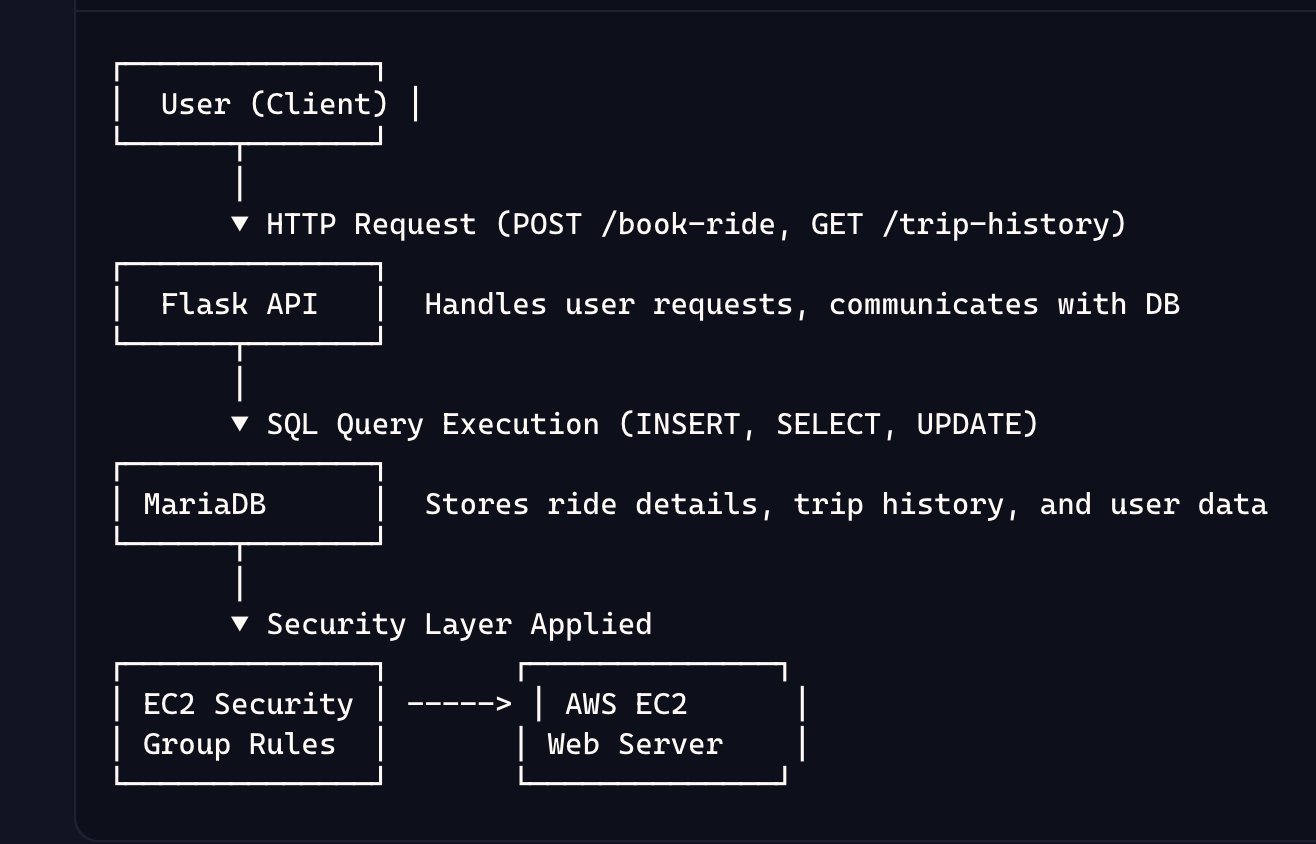 User (Client)
HTTP Request (POST /book-ride, GET /trip-history)
Flask API Handles user requests, communicates with DB
SQL Query Execution (INSERT, SELECT, UPDATE)
MariaDB Stores ride details, trip history, and user data
Security Layer Applied
EC2 Security -----> AWS EC2
Group Rules Web Server